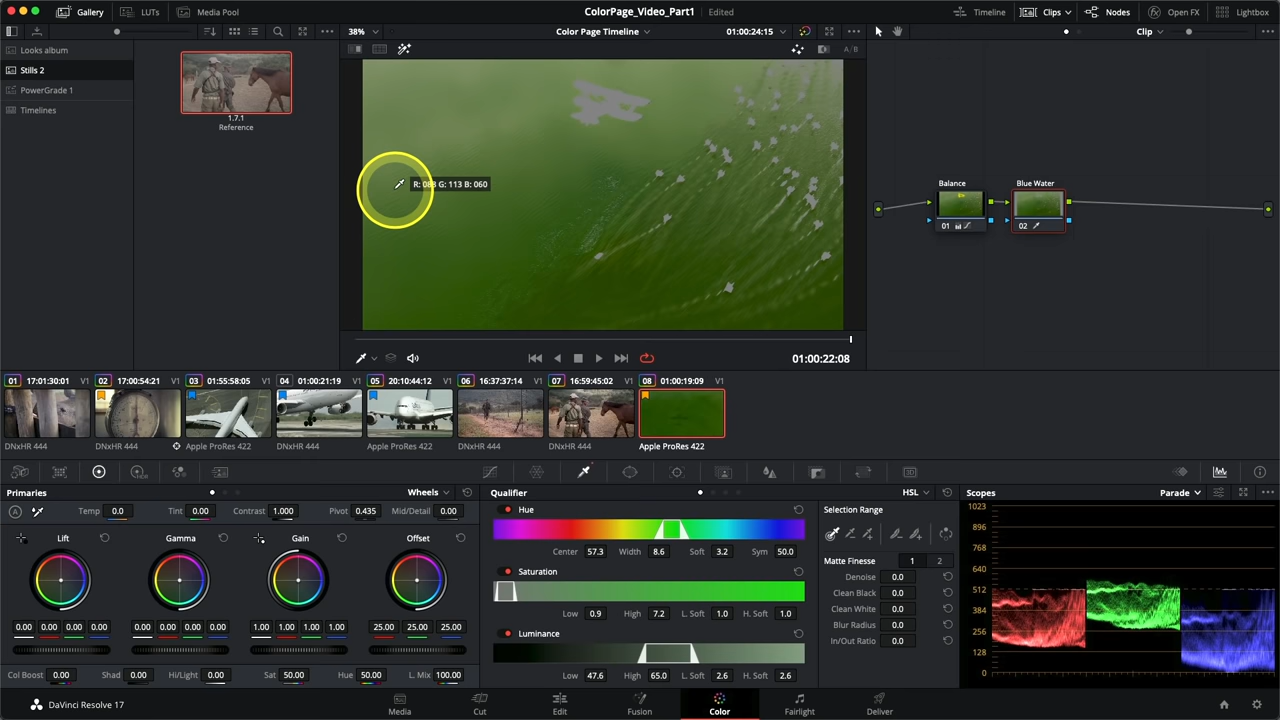 ColorPage_Video_Part1 Edited
Gallery LUTs Media Pool Timeline Clips Nodes Open FX Lightbox
38% Color Page Timeline 01:00:24:15 Clip
Looks album
Stills 2
PowerGrade 1
Timelines
1.7.1
Reference
A/B
R: 083 G: 113 B: 060
Balance Blue Water
01 02
01:00:22:08
01 17:01:30:01 V1 02 17:00:54:21 V1 03 01:55:58:05 V1 04 01:00:21:19 V1 05 20:10:44:12 V1 06 16:37:37:14 V1 07 16:59:45:02 V1 08 01:00:19:09 V1
DNxHR 444 DNxHR 444 Apple ProRes 422 DNxHR 444 Apple ProRes 422 DNxHR 444 DNxHR 444 Apple ProRes 422
Primaries Wheels Qualifier HSL Scopes Parade
Temp 0.0 Tint 0.00 Contrast 1.000 Pivot 0.435 Mid/Detail 0.00
Lift Gamma Gain Offset
0.00 0.00 0.00 0.00 0.00 0.00 0.00 0.00 1.00 1.00 1.00 1.00 25.00 25.00 25.00
Col Boost 0.00 Shad 0.00 Hi/Light 0.00 Sat 50.00 Hue 50.00 L. Mix 100.00
Hue
Center 57.3 Width 8.6 Soft 3.2 Sym 50.0
Saturation
Low 0.9 High 7.2 L. Soft 1.0 H. Soft 1.0
Luminance
Low 47.6 High 65.0 L. Soft 2.6 H. Soft 2.6
Selection Range
Matte Finesse 1 2
Denoise 0.0
Clean Black 0.0
Clean White 0.0
Blur Radius 0.0
In/Out Ratio 0.0
1023
896
768
640
512
384
256
128
0
DaVinci Resolve 17 Media Cut Edit Fusion Color Fairlight Deliver